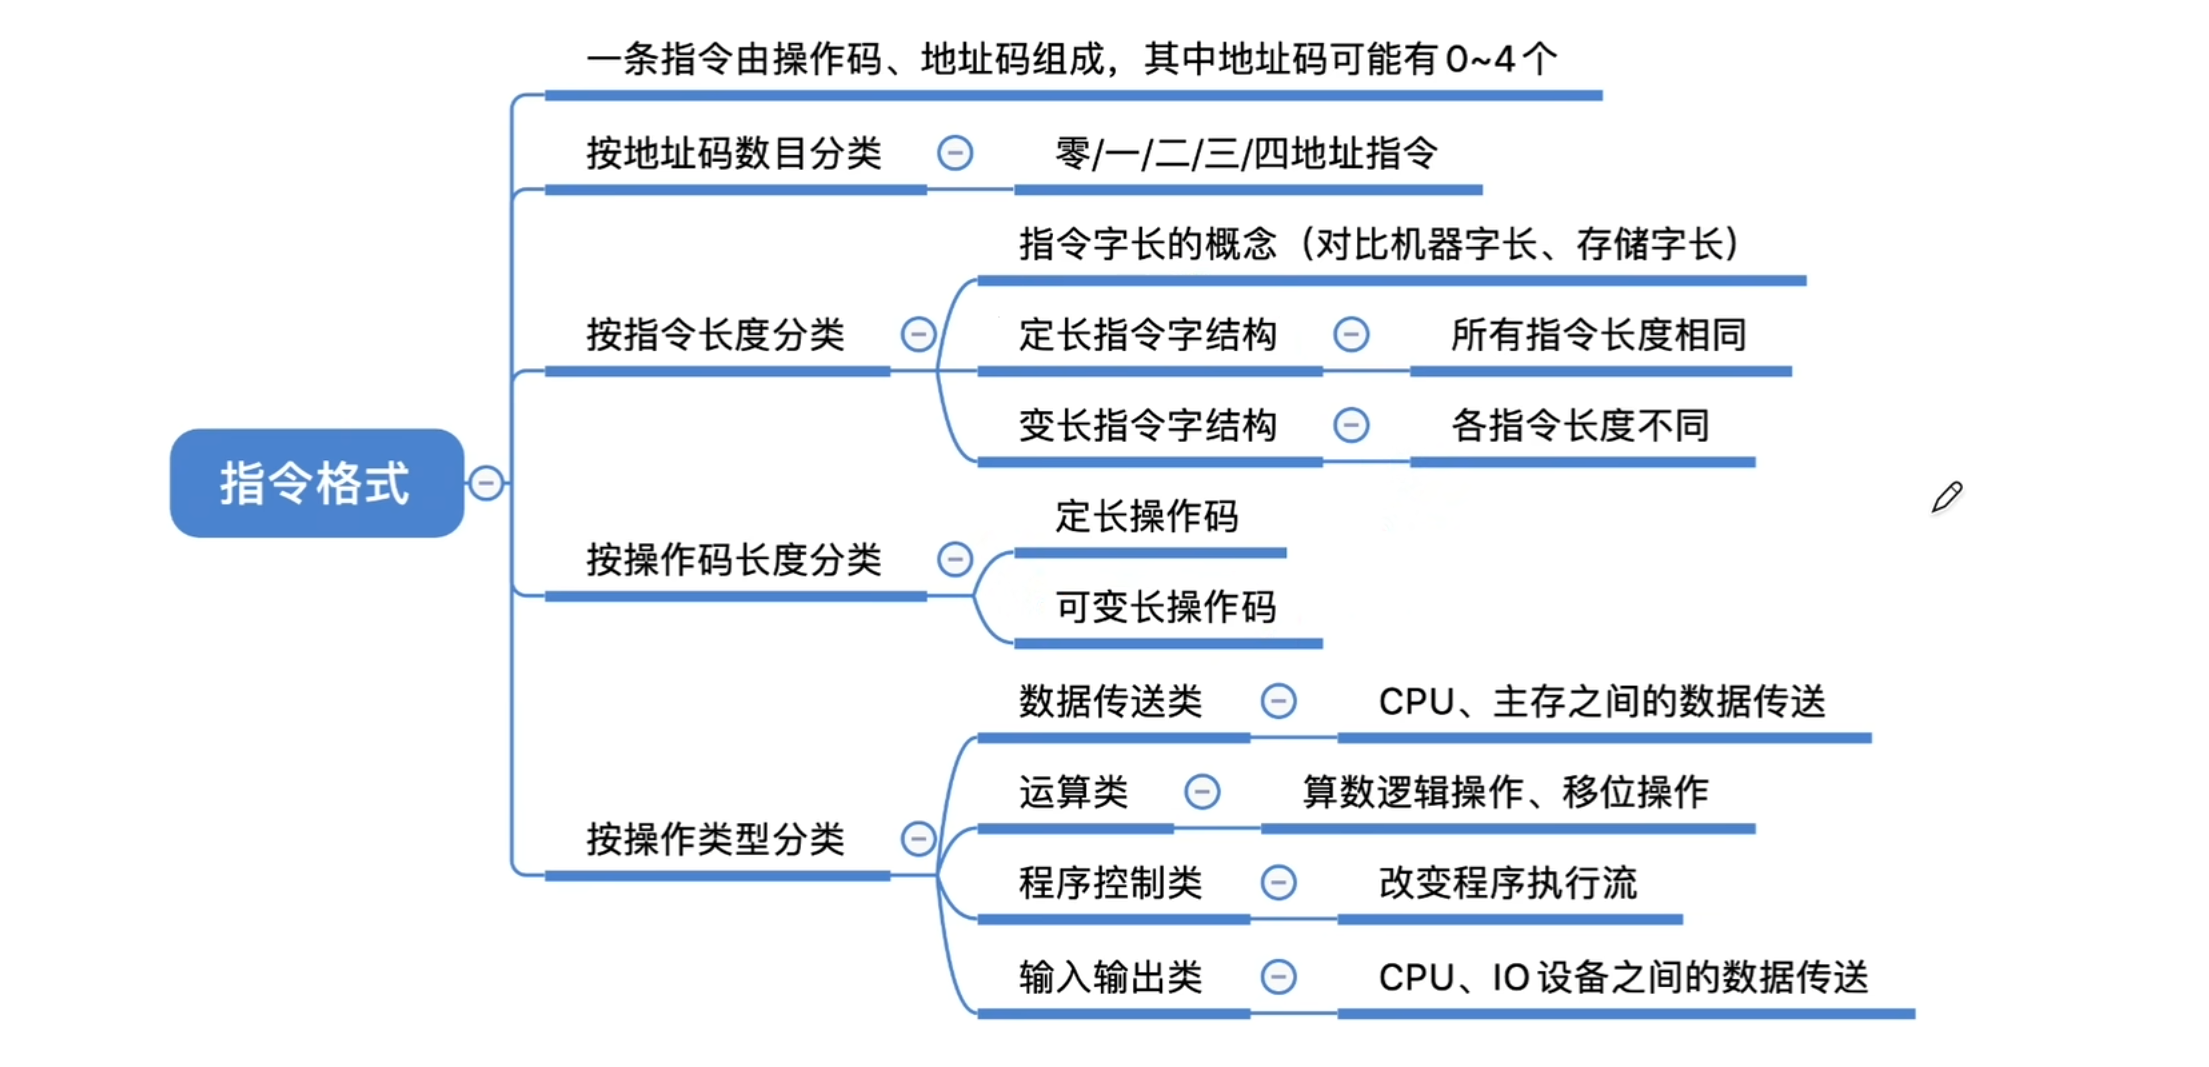 一条指令由操作码、地址码组成，其中地址码可能有0~4个
按地址码数目分类
零/一/二/三/四地址指令
指令字长的概念（对比机器字长、存储字长）
按指令长度分类
定长指令字结构
所有指令长度相同
变长指令字结构
各指令长度不同
指令格式
定长操作码
按操作码长度分类
可变长操作码
数据传送类
CPU、主存之间的数据传送
运算类
算数逻辑操作、移位操作
按操作类型分类
程序控制类
改变程序执行流
输入输出类
CPU、IO设备之间的数据传送